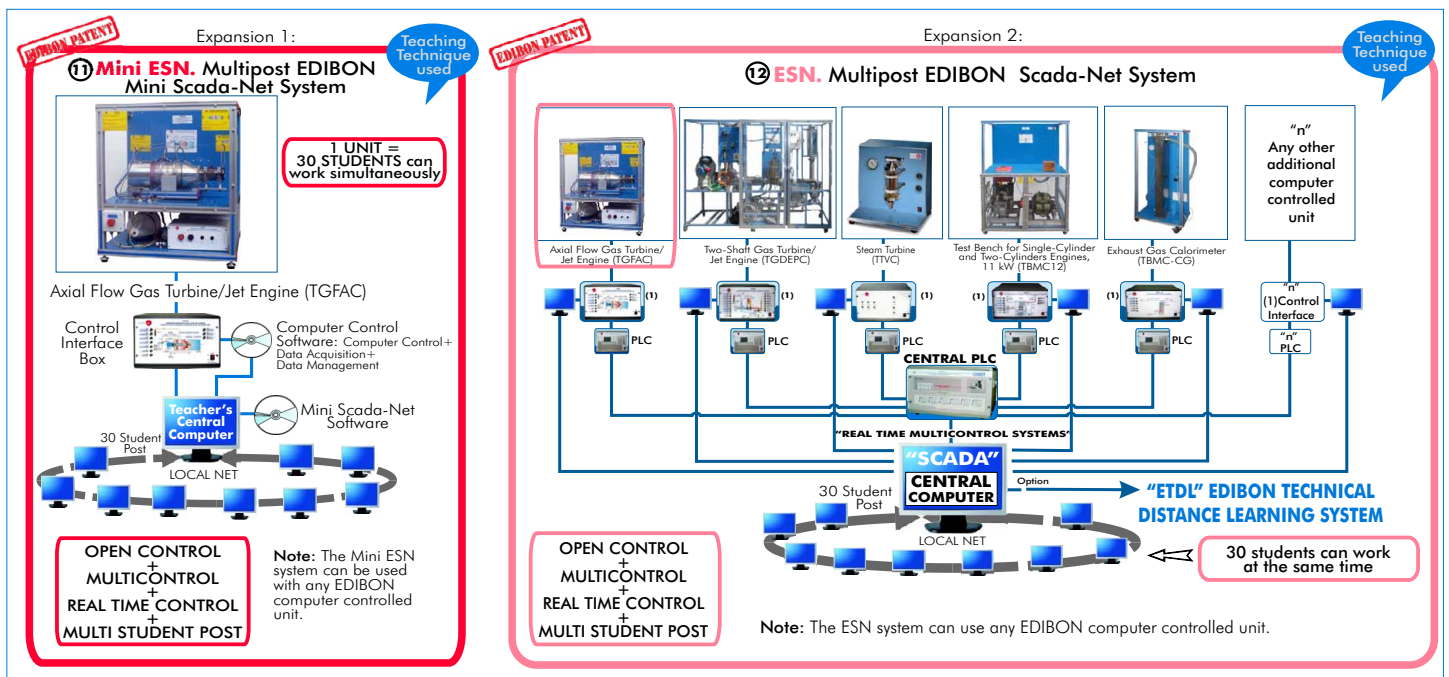 Expansion 1:
EDIBON PATENT
Teaching
Technique
used
11 Mini ESN. Multipost EDIBON
Mini Scada-Net System
1 UNIT =
30 STUDENTS can
work simultaneously
Axial Flow Gas Turbine/Jet Engine (TGFAC)
Control
Interface
Box
Computer Control
Software: Computer Control+
Data Acquisition+
Data Management
Teacher's
Central
Computer
Mini Scada-Net
Software
30 Student
Post
LOCAL NET
OPEN CONTROL
+
MULTICONTROL
+
REAL TIME CONTROL
+
MULTI STUDENT POST
Note: The Mini ESN
system can be used
with any EDIBON
computer controlled
unit.
Expansion 2:
EDIBON PATENT
Teaching
Technique
used
12 ESN. Multipost EDIBON Scada-Net System
Axial Flow Gas Turbine/
Jet Engine (TGFAC)
Two-Shaft Gas Turbine/
Jet Engine (TGDEPC)
Steam Turbine
(TTVC)
Test Bench for Single-Cylinder
and Two-Cylinders Engines,
11 kW (TBMC12)
Exhaust Gas Calorimeter
(TBMC-CG)
"n"
Any other
additional
computer
controlled
unit
(1)
(1)
(1)
(1)
(1)
"n"
(1)Control
Interface
PLC
PLC
PLC
PLC
PLC
"n"
PLC
CENTRAL PLC
"REAL TIME MULTICONTROL SYSTEMS"
"SCADA"
CENTRAL
COMPUTER
Option
"ETDL" EDIBON TECHNICAL
DISTANCE LEARNING SYSTEM
30 Student
Post
LOCAL NET
30 students can work
at the same time
OPEN CONTROL
+
MULTICONTROL
+
REAL TIME CONTROL
+
MULTI STUDENT POST
Note: The ESN system can use any EDIBON computer controlled unit.